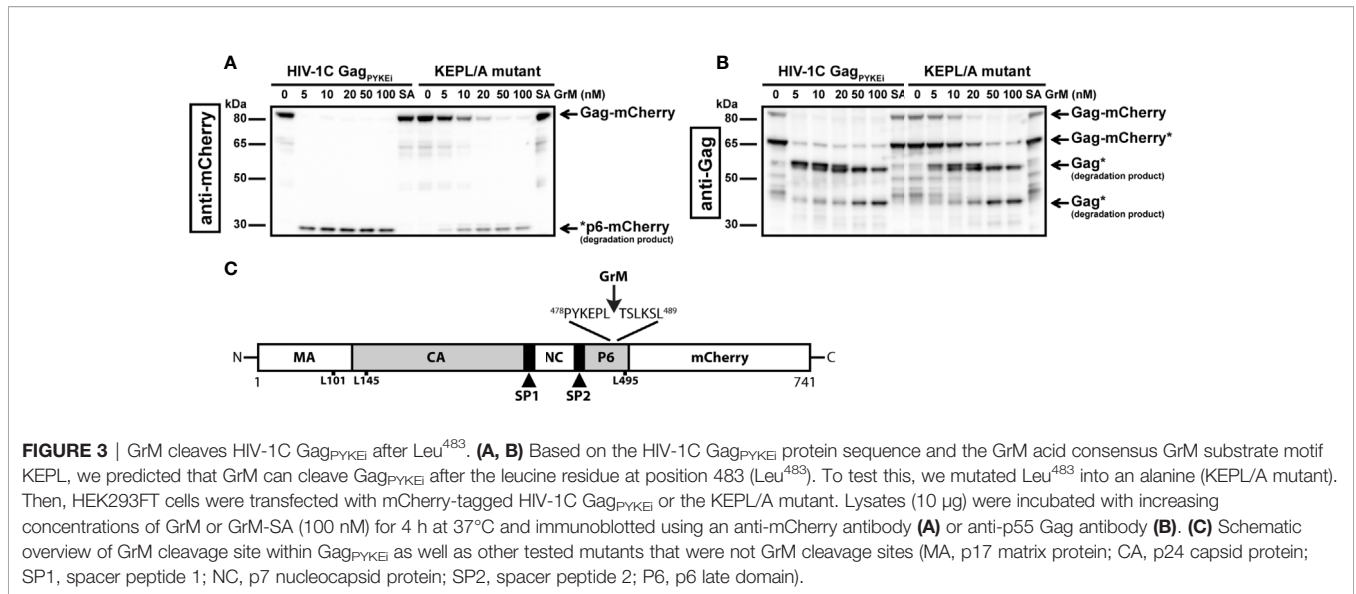 A
HIV-1C GagPYKEi KEPL/A mutant
0 5 10 20 50 100 SA 0 5 10 20 50 100 SA GrM (nM)
kDa
80
65
50
30
anti-mCherry
Gag-mCherry
*p6-mCherry
(degradation product)
B
HIV-1C GagPYKEi KEPL/A mutant
0 5 10 20 50 100 SA 0 5 10 20 50 100 SA GrM (nM)
kDa
80
65
50
30
anti-Gag
Gag-mCherry
Gag-mCherry*
Gag*
(degradation product)
Gag*
(degradation product)
C
GrM
478PYKEPL TSLKSL489
N MA CA NC P6 mCherry C
1 L101 L145 L495 741
SP1 SP2
FIGURE 3 | GrM cleaves HIV-1C GagPYKEi after Leu483. (A, B) Based on the HIV-1C GagPYKEi protein sequence and the GrM acid consensus GrM substrate motif
KEPL, we predicted that GrM can cleave GagPYKEi after the leucine residue at position 483 (Leu483). To test this, we mutated Leu483 into an alanine (KEPL/A mutant).
Then, HEK293FT cells were transfected with mCherry-tagged HIV-1C GagPYKEi or the KEPL/A mutant. Lysates (10 µg) were incubated with increasing
concentrations of GrM or GrM-SA (100 nM) for 4 h at 37°C and immunoblotted using an anti-mCherry antibody (A) or anti-p55 Gag antibody (B). (C) Schematic
overview of GrM cleavage site within GagPYKEi as well as other tested mutants that were not GrM cleavage sites (MA, p17 matrix protein; CA, p24 capsid protein;
SP1, spacer peptide 1; NC, p7 nucleocapsid protein; SP2, spacer peptide 2; P6, p6 late domain).